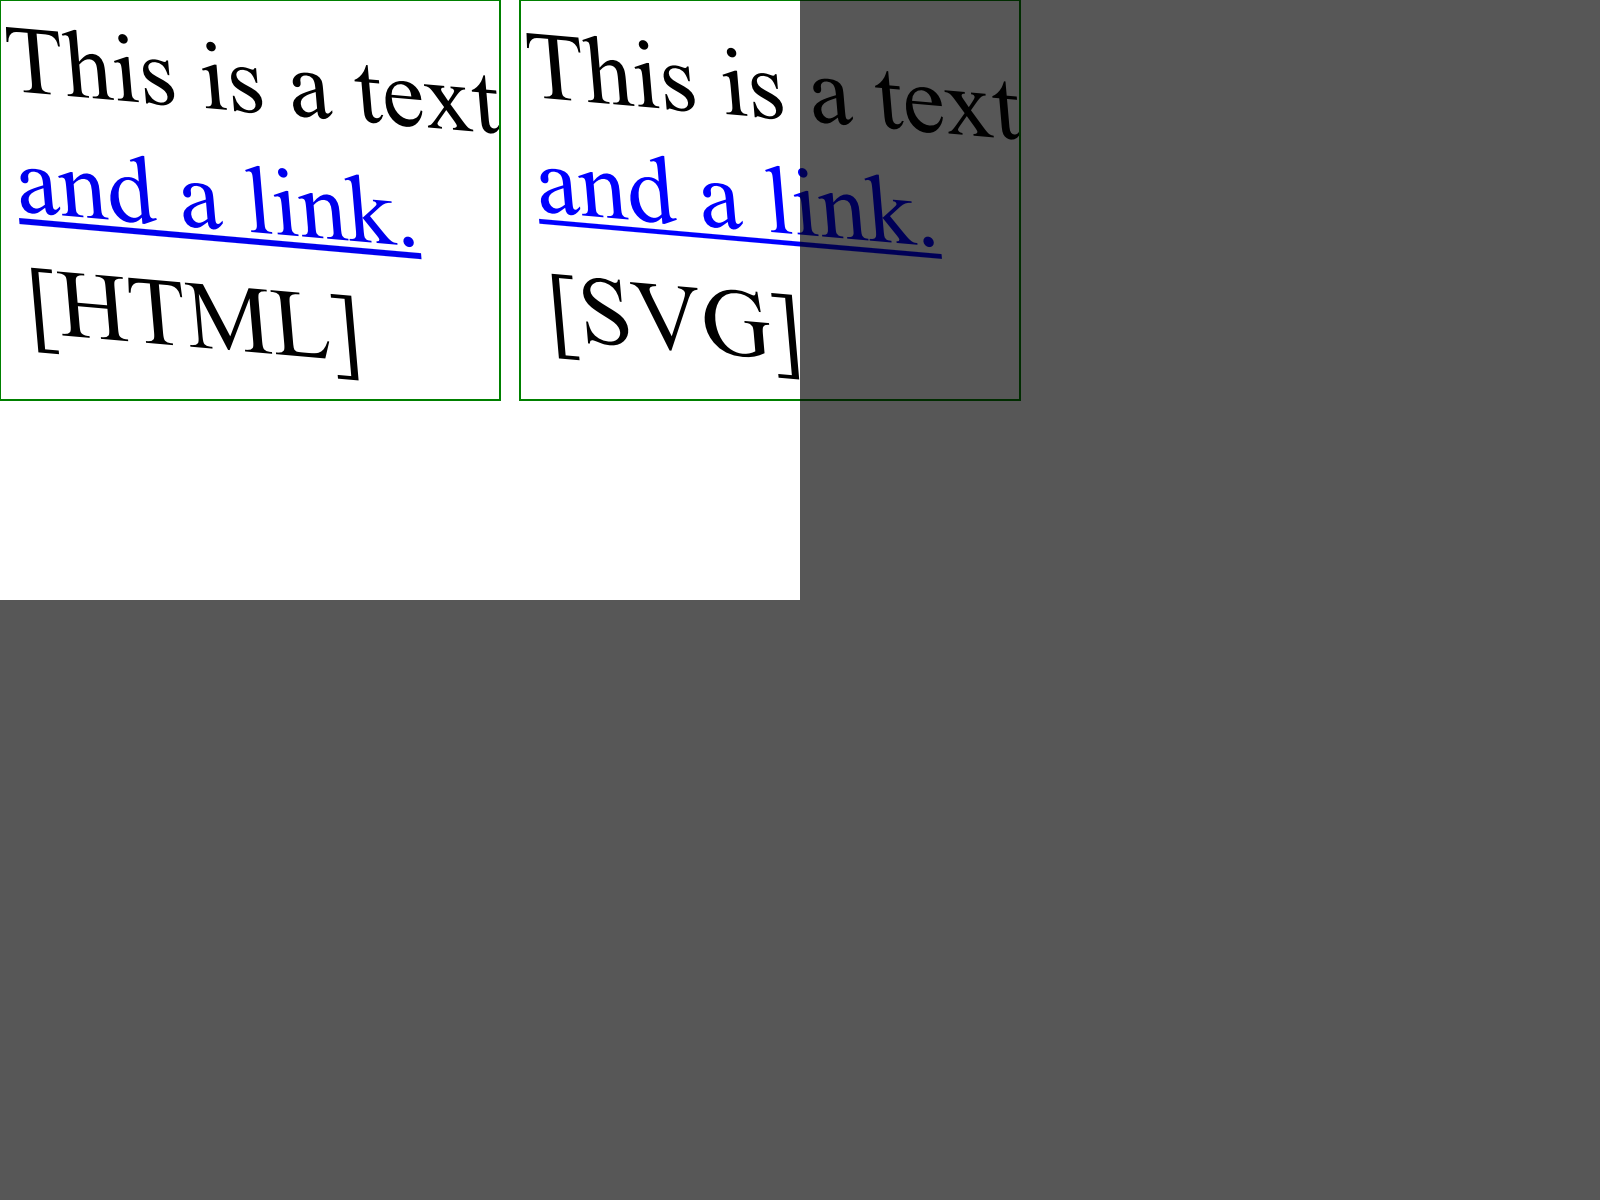 This is a text
and a link.
[HTML]
This is a text
and a link.
[SVG]